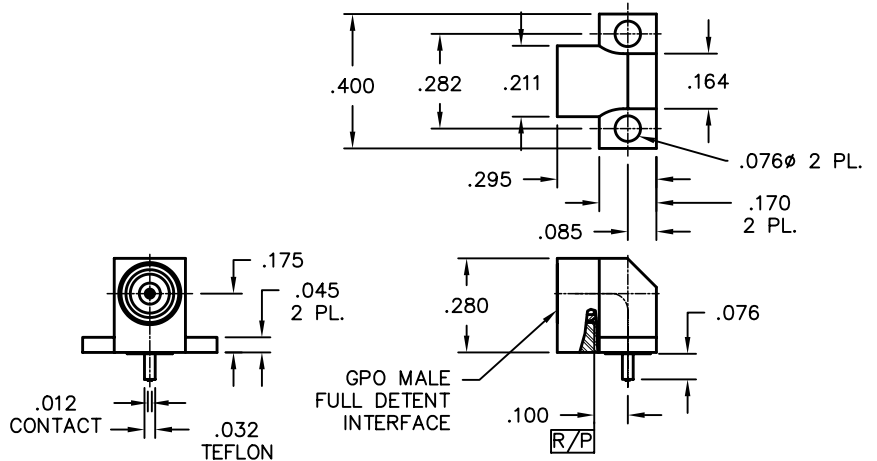 .400
.282
.211
.164
.076ø 2 PL.
.295
.170
2 PL.
.085
.175
.045
2 PL.
.280
.076
GPO MALE
FULL DETENT
INTERFACE
.100
R/P
.012
CONTACT
.032
TEFLON